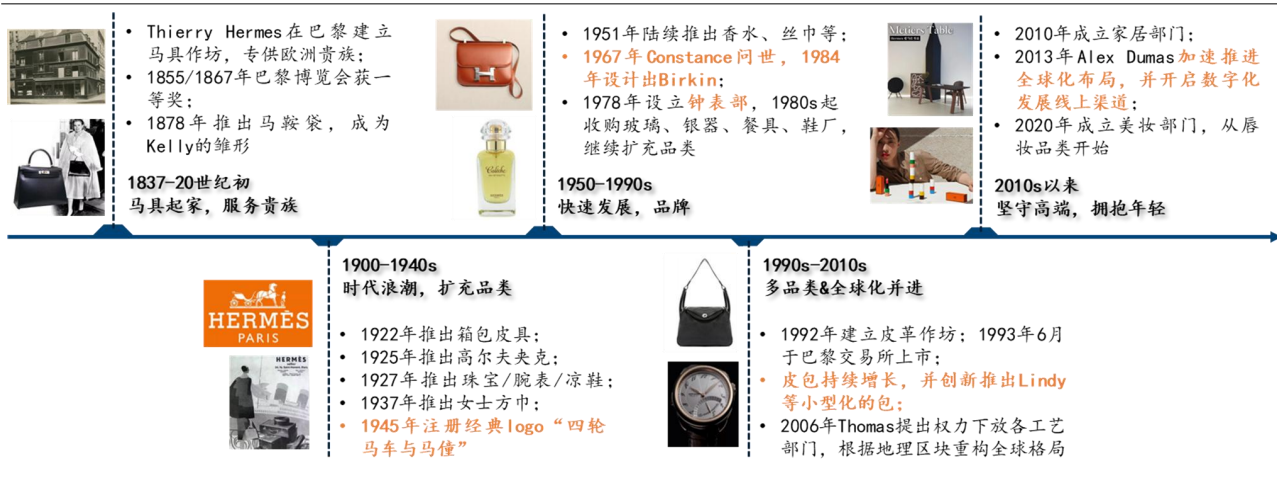 • Thierry Hermes在巴黎建立
马具作坊，专供欧洲贵族；
• 1855/1867年巴黎博览会获一
等奖；
• 1878年推出马鞍袋，成为
Kelly的雏形
1837-20世纪初
马具起家，服务贵族
HERMÈS
PARIS
HERMÈS
1900-1940s
时代浪潮，扩充品类
• 1922年推出箱包皮具；
• 1925年推出高尔夫夹克；
• 1927年推出珠宝/腕表/凉鞋；
• 1937年推出女士方巾；
• 1945年注册经典logo“四轮
马车与马僮”
Calèche
• 1951年陆续推出香水、丝巾等；
• 1967年Constance问世，1984
年设计出Birkin；
• 1978年设立钟表部，1980s起
收购玻璃、银器、餐具、鞋厂，
继续扩充品类
1950-1990s
快速发展，品牌
1990s-2010s
多品类&全球化并进
• 1992年建立皮革作坊；1993年6月
于巴黎交易所上市；
• 皮包持续增长，并创新推出Lindy
等小型化的包；
• 2006年Thomas提出权力下放各工艺
部门，根据地理区块重构全球格局
• 2010年成立家居部门；
• 2013年Alex Dumas加速推进
全球化布局，并开启数字化
发展线上渠道；
• 2020年成立美妆部门，从唇
妆品类开始
2010s以来
坚守高端，拥抱年轻